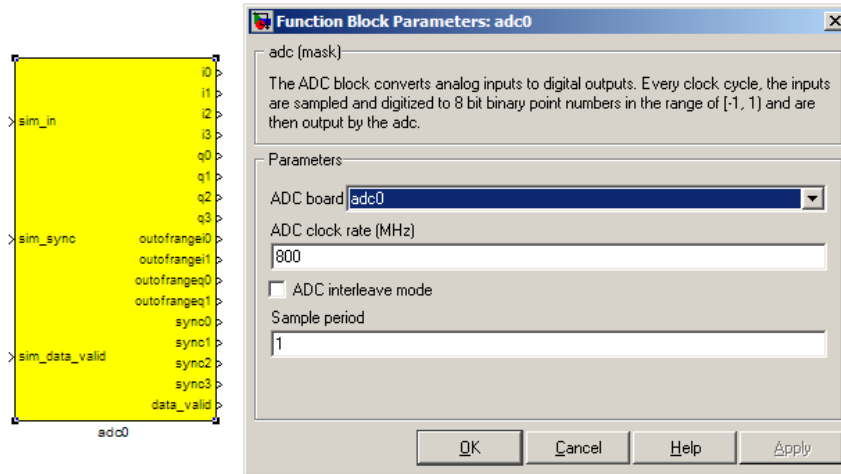 i0
i1
i2
sim_in
i3
q0
q1
q2
q3
sim_sync
outofrangei0
outofrangei1
outofrangeq0
outofrangeq1
sync0
sync1
sim_data_valid
sync2
sync3
data_valid
adc0
Function Block Parameters: adc0
adc (mask)
The ADC block converts analog inputs to digital outputs. Every clock cycle, the inputs
are sampled and digitized to 8 bit binary point numbers in the range of [-1, 1) and are
then output by the adc.
Parameters
ADC board adc0
ADC clock rate (MHz)
800
ADC interleave mode
Sample period
1
OK Cancel Help Apply